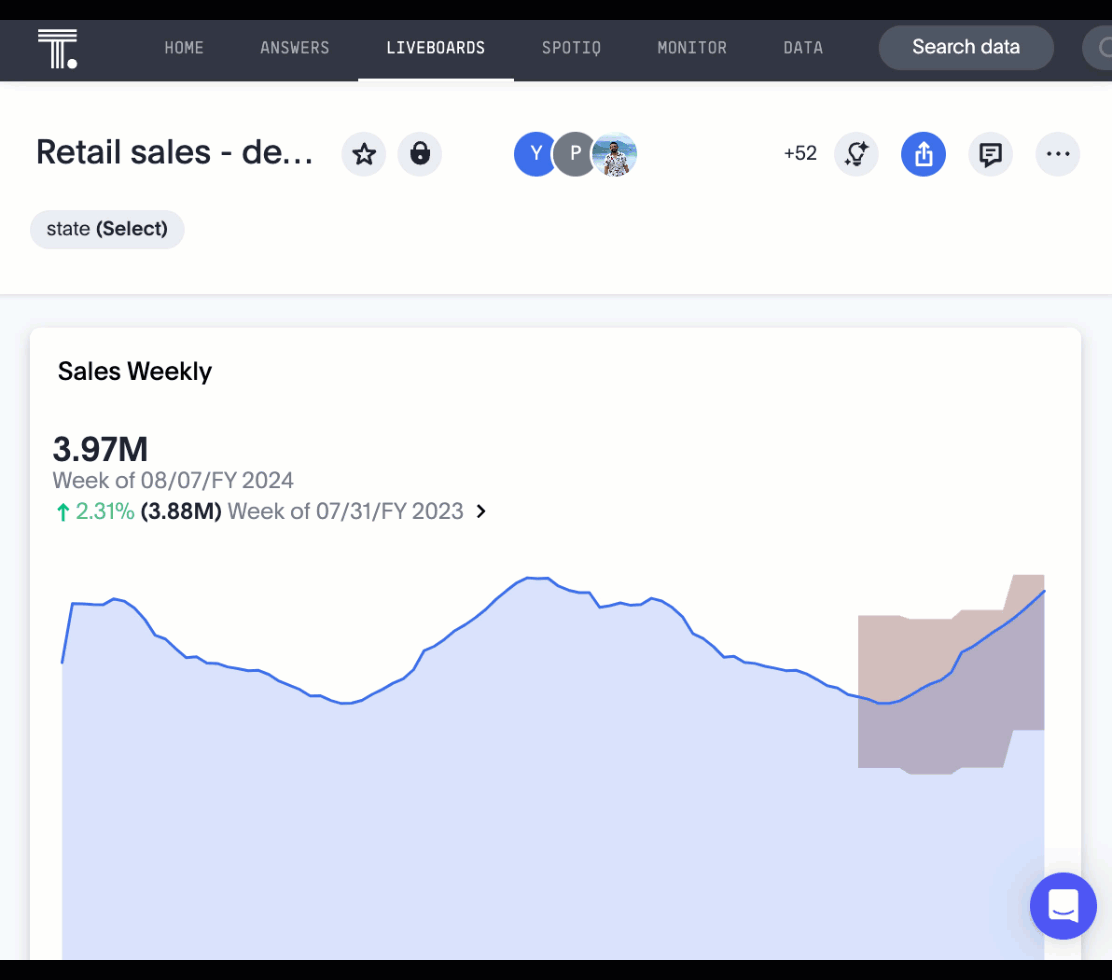 HOME ANSWERS LIVEBOARDS SPOTIQ MONITOR DATA Search data
Retail sales - de... Y P +52
state (Select)
Sales Weekly
3.97M
Week of 08/07/FY 2024
↑ 2.31% (3.88M) Week of 07/31/FY 2023 >